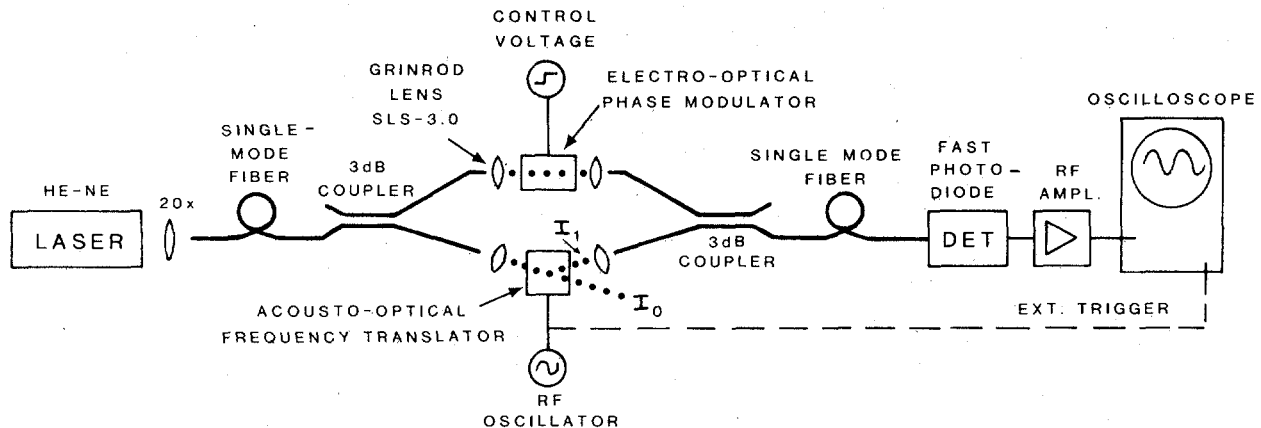 CONTROL
VOLTAGE
GRINROD
LENS
SLS-3.0
ELECTRO-OPTICAL
PHASE MODULATOR
OSCILLOSCOPE
SINGLE-
MODE
FIBER
3dB
COUPLER
SINGLE MODE
FIBER
FAST
PHOTO-
DIODE
RF
AMPL.
HE-NE
LASER
20x
I1
I0
3dB
COUPLER
DET
ACOUSTO-OPTICAL
FREQUENCY TRANSLATOR
EXT. TRIGGER
RF
OSCILLATOR